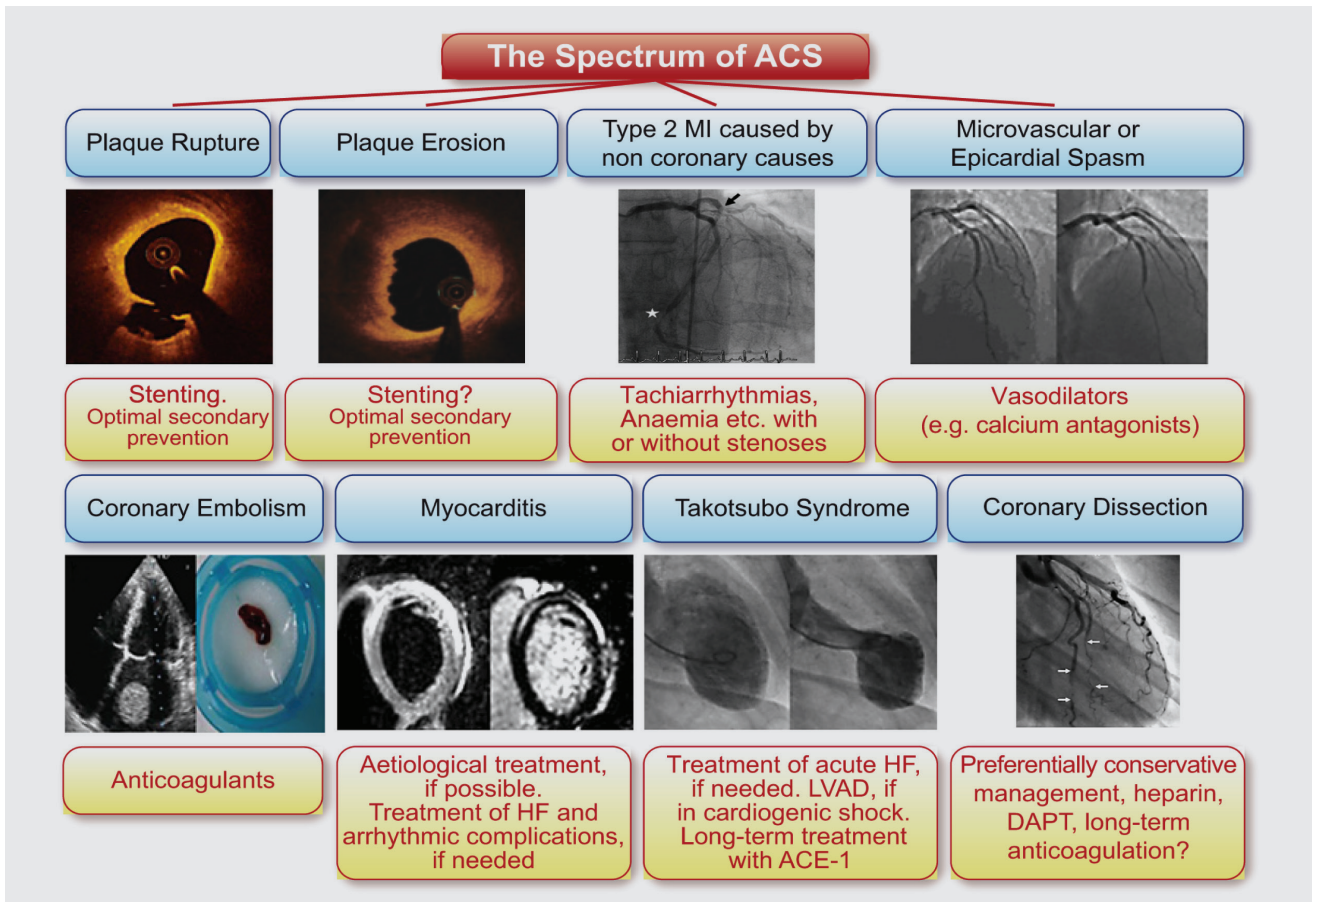 The Spectrum of ACS
Plaque Rupture
Plaque Erosion
Type 2 MI caused by
non coronary causes
Microvascular or
Epicardial Spasm
Stenting.
Optimal secondary
prevention
Stenting?
Optimal secondary
prevention
Tachiarrhythmias,
Anaemia etc. with
or without stenoses
Vasodilators
(e.g. calcium antagonists)
Coronary Embolism
Myocarditis
Takotsubo Syndrome
Coronary Dissection
Anticoagulants
Aetiological treatment,
if possible.
Treatment of HF and
arrhythmic complications,
if needed
Treatment of acute HF,
if needed. LVAD, if
in cardiogenic shock.
Long-term treatment
with ACE-1
Preferentially conservative
management, heparin,
DAPT, long-term
anticoagulation?